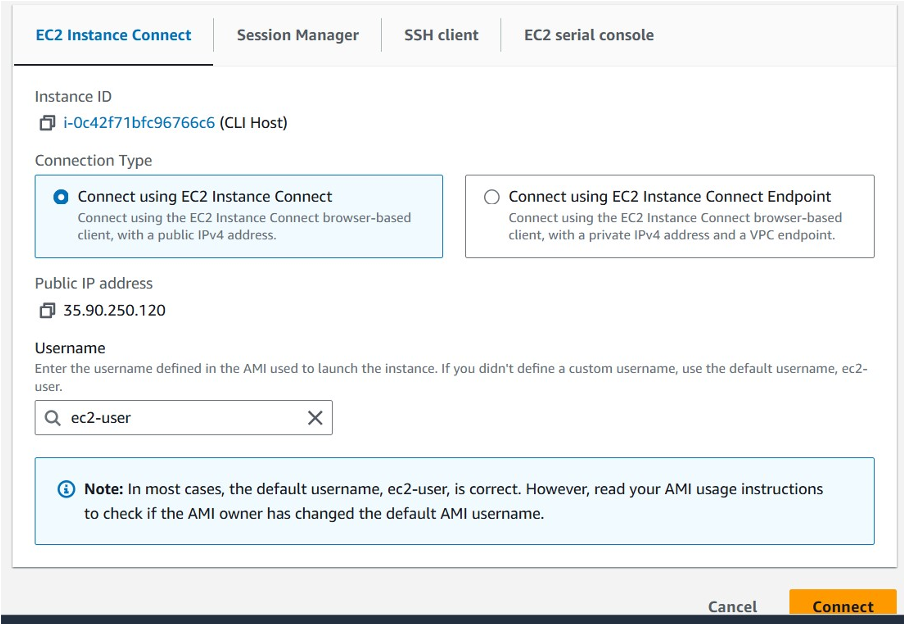 EC2 Instance Connect
Session Manager
SSH client
EC2 serial console
Instance ID
i-0c42f71bfc96766c6 (CLI Host)
Connection Type
Connect using EC2 Instance Connect
Connect using the EC2 Instance Connect browser-based
client, with a public IPv4 address.
Connect using EC2 Instance Connect Endpoint
Connect using the EC2 Instance Connect browser-based
client, with a private IPv4 address and a VPC endpoint.
Public IP address
35.90.250.120
Username
Enter the username defined in the AMI used to launch the instance. If you didn't define a custom username, use the default username, ec2-
user.
ec2-user
Note: In most cases, the default username, ec2-user, is correct. However, read your AMI usage instructions
to check if the AMI owner has changed the default AMI username.
Cancel
Connect